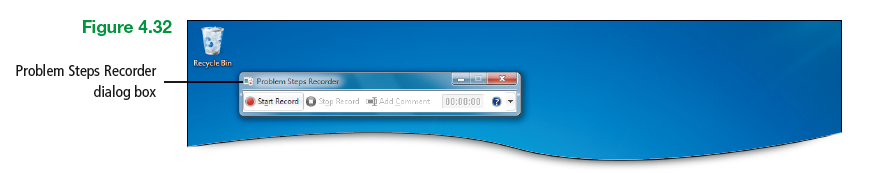 Figure 4.32
Recycle Bin
Problem Steps Recorder
dialog box
Problem Steps Recorder
Start Record Stop Record Add Comment 00:00:00